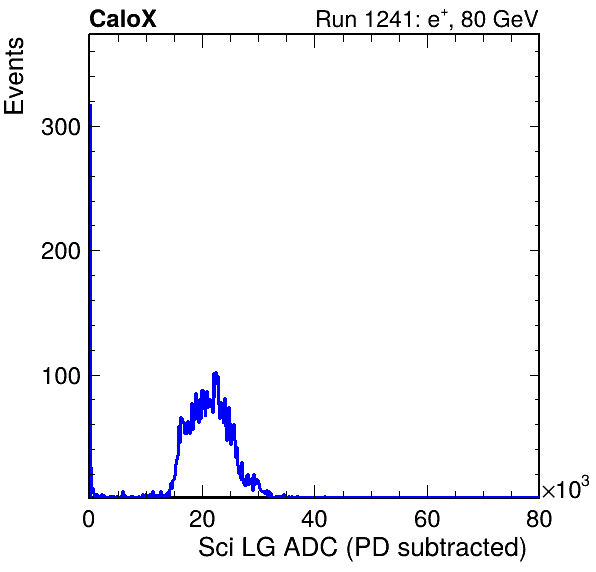 CaloX Run 1241: e⁺, 80 GeV
Events
300
200
100
0 20 40 60 80
×10³
Sci LG ADC (PD subtracted)